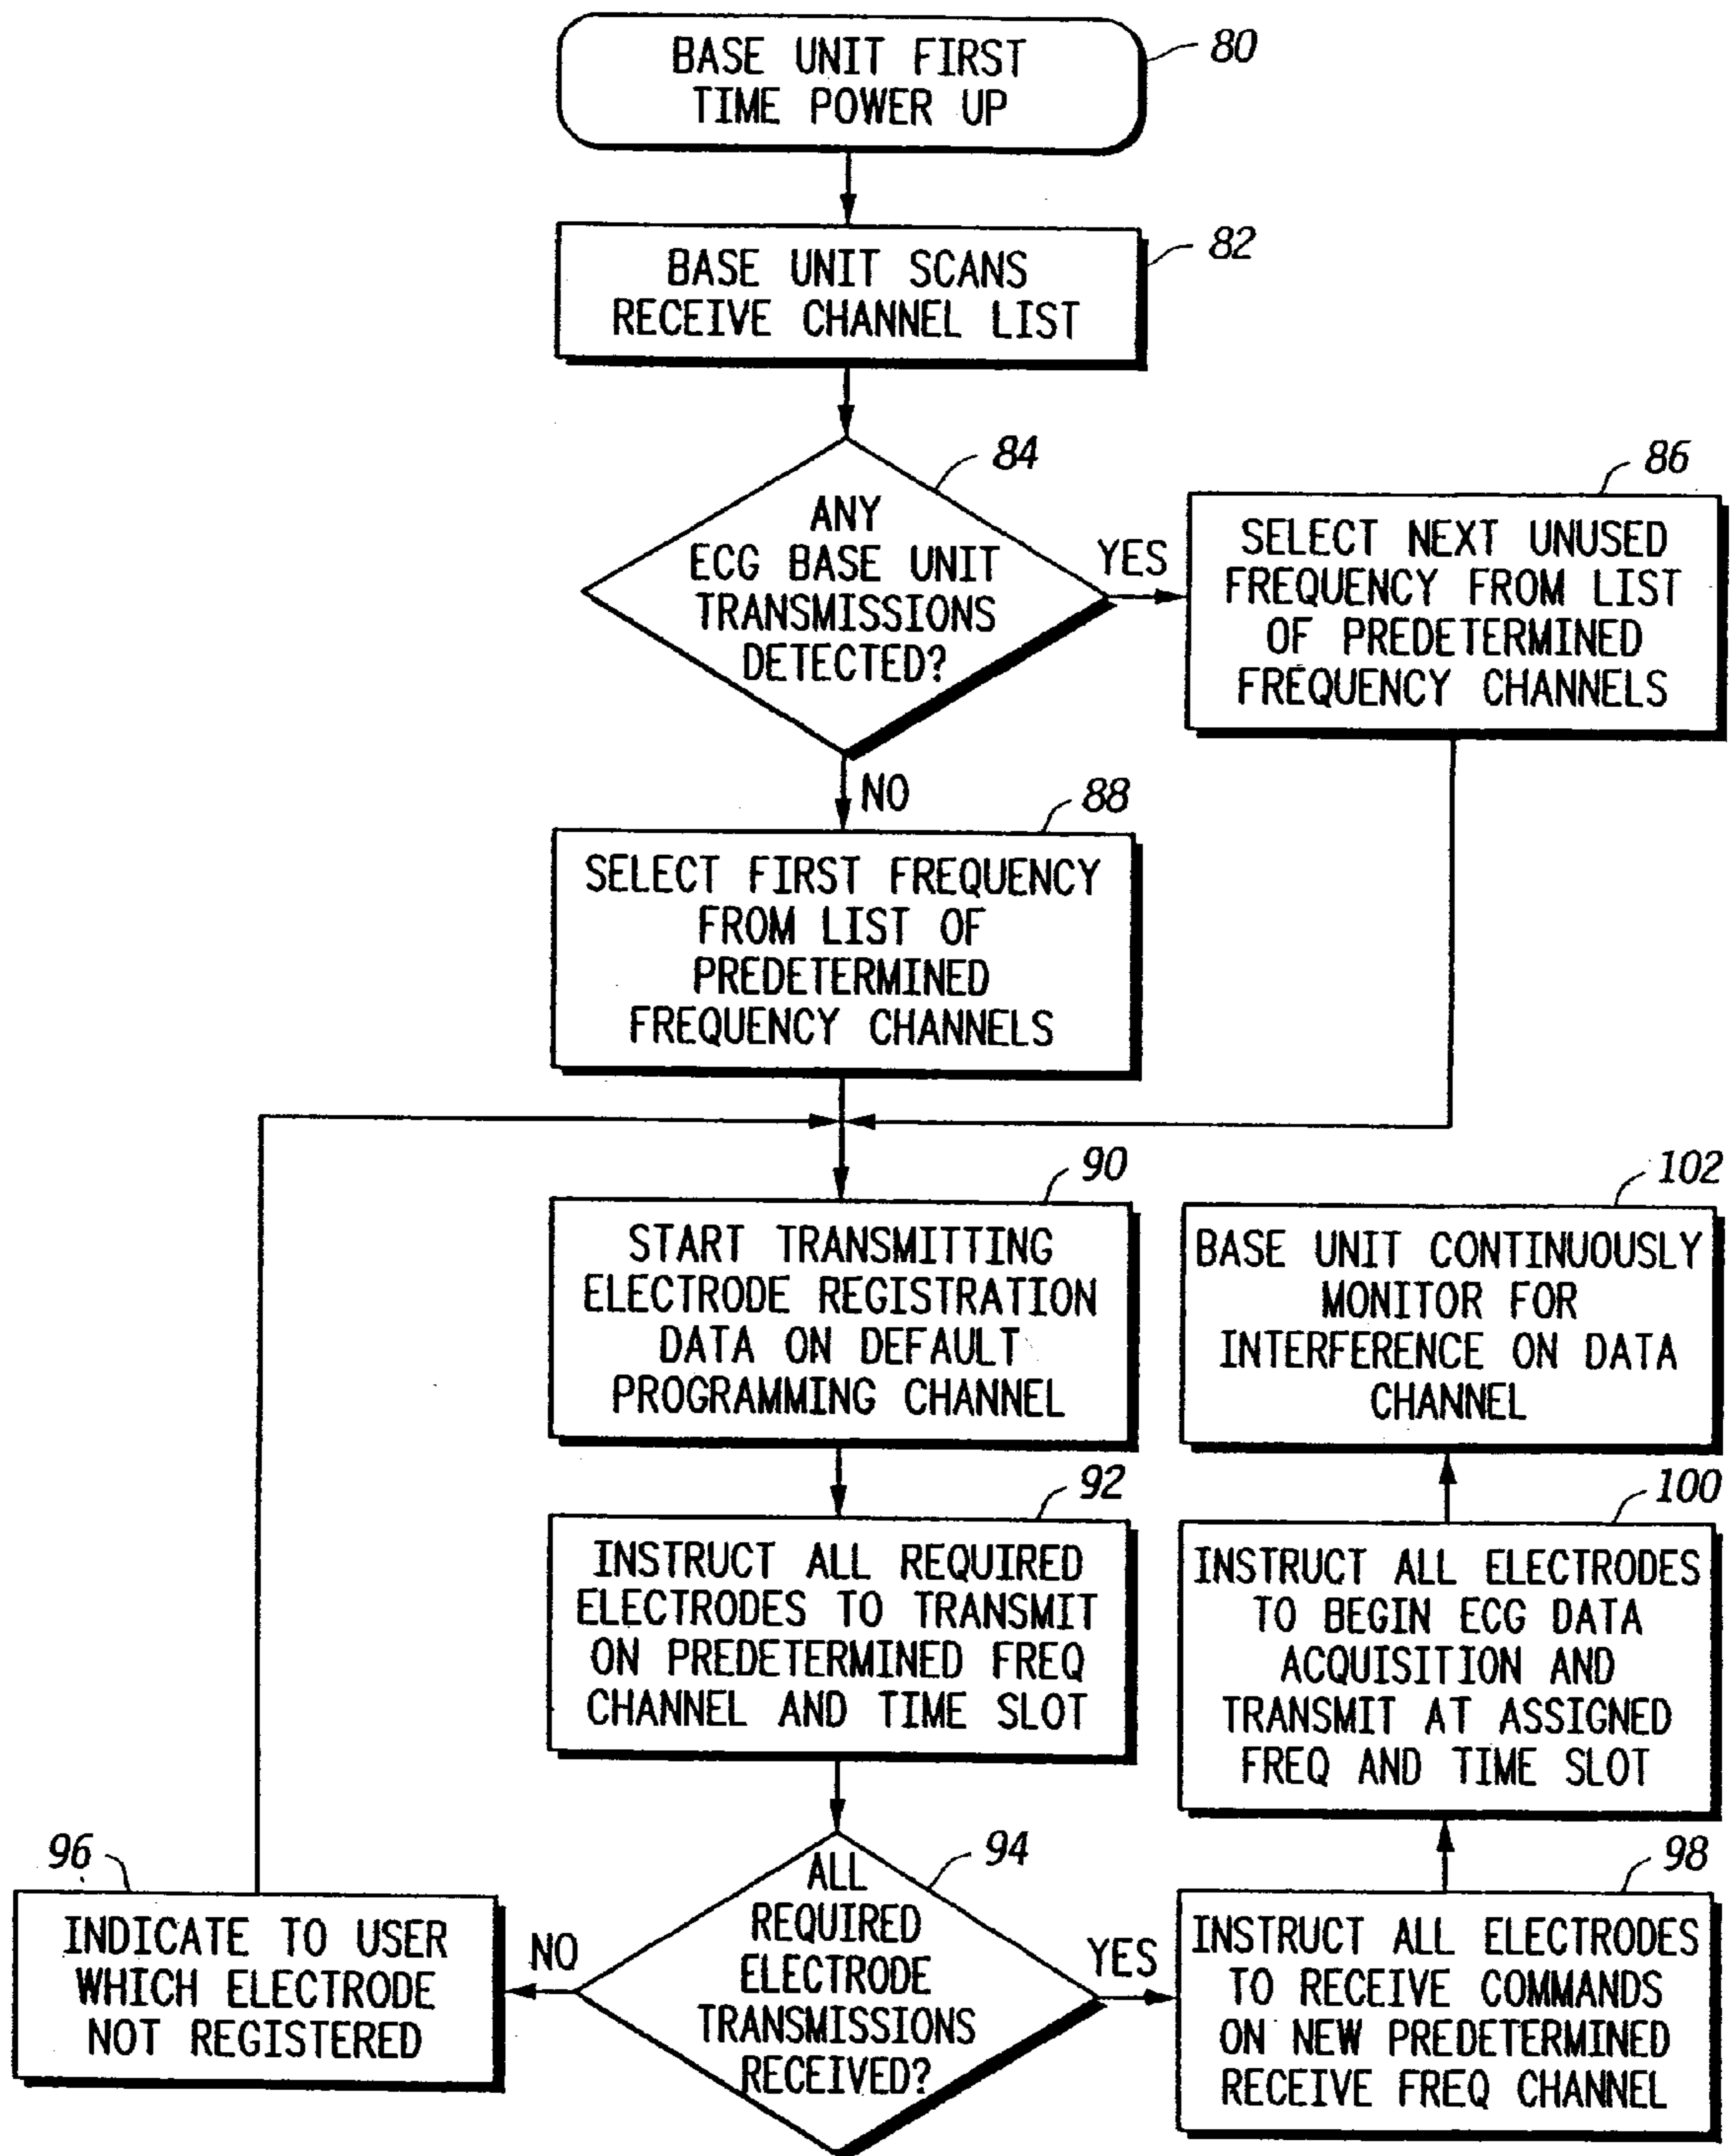 BASE UNIT FIRST
TIME POWER UP
80
BASE UNIT SCANS
RECEIVE CHANNEL LIST
82
ANY
ECG BASE UNIT
TRANSMISSIONS
DETECTED?
84
YES
SELECT NEXT UNUSED
FREQUENCY FROM LIST
OF PREDETERMINED
FREQUENCY CHANNELS
86
NO
SELECT FIRST FREQUENCY
FROM LIST OF
PREDETERMINED
FREQUENCY CHANNELS
88
START TRANSMITTING
ELECTRODE REGISTRATION
DATA ON DEFAULT
PROGRAMMING CHANNEL
90
INSTRUCT ALL REQUIRED
ELECTRODES TO TRANSMIT
ON PREDETERMINED FREQ
CHANNEL AND TIME SLOT
92
ALL
REQUIRED
ELECTRODE
TRANSMISSIONS
RECEIVED?
94
NO
INDICATE TO USER
WHICH ELECTRODE
NOT REGISTERED
96
YES
INSTRUCT ALL ELECTRODES
TO RECEIVE COMMANDS
ON NEW PREDETERMINED
RECEIVE FREQ CHANNEL
98
INSTRUCT ALL ELECTRODES
TO BEGIN ECG DATA
ACQUISITION AND
TRANSMIT AT ASSIGNED
FREQ AND TIME SLOT
100
BASE UNIT CONTINUOUSLY
MONITOR FOR
INTERFERENCE ON DATA
CHANNEL
102